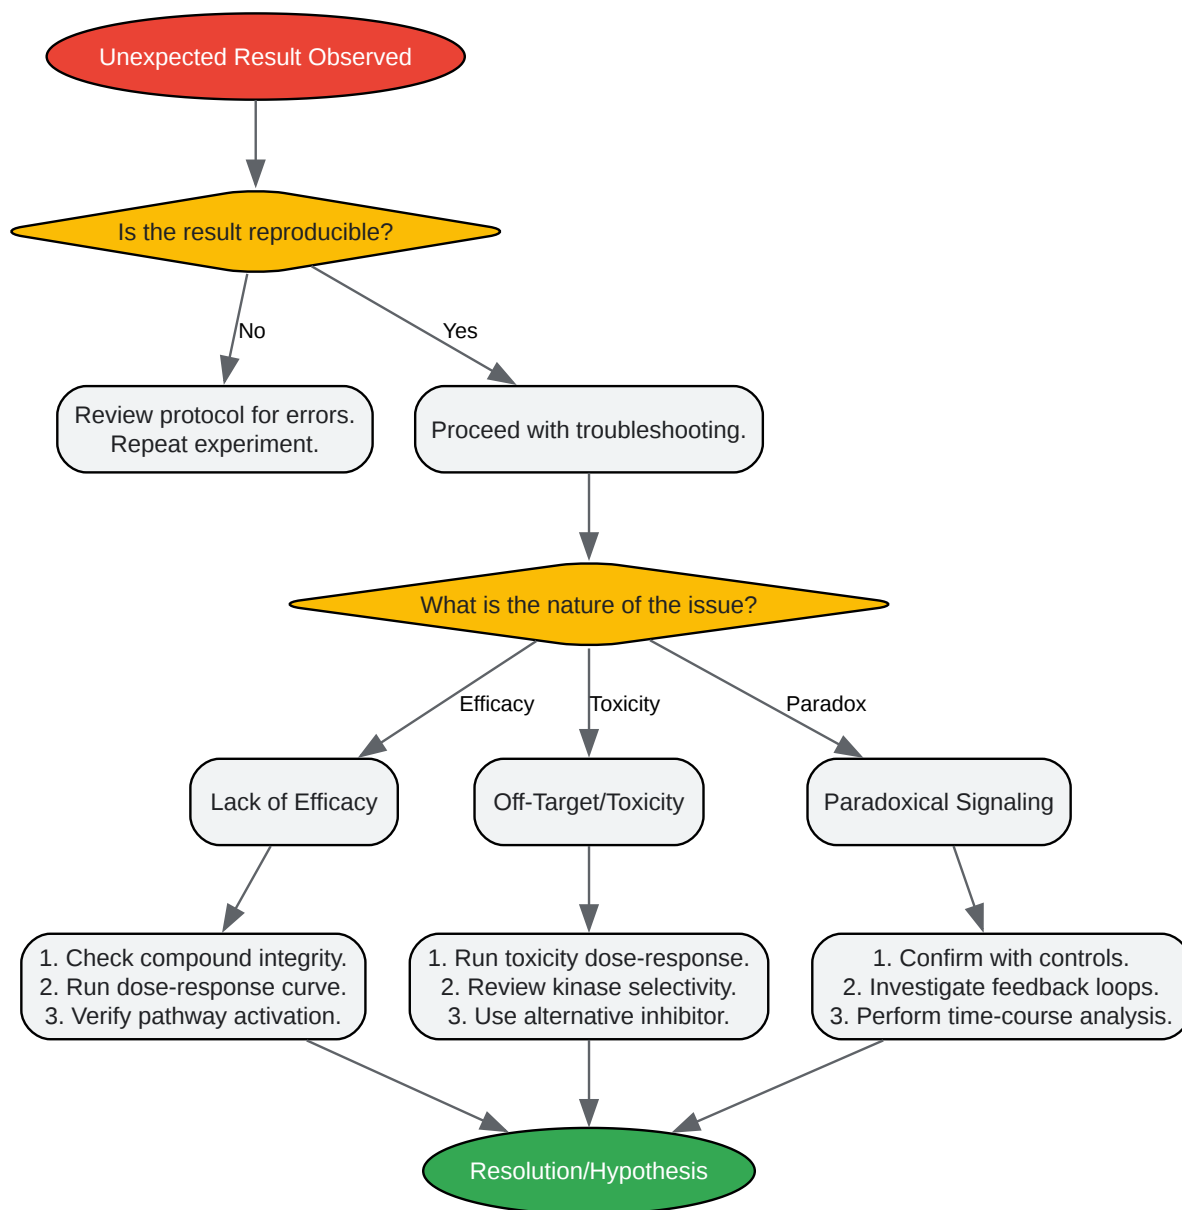 Unexpected Result Observed
Is the result reproducible?
No
Yes
Review protocol for errors.
Repeat experiment.
Proceed with troubleshooting.
What is the nature of the issue?
Efficacy
Toxicity
Paradox
Lack of Efficacy
Off-Target/Toxicity
Paradoxical Signaling
1. Check compound integrity.
2. Run dose-response curve.
3. Verify pathway activation.
1. Run toxicity dose-response.
2. Review kinase selectivity.
3. Use alternative inhibitor.
1. Confirm with controls.
2. Investigate feedback loops.
3. Perform time-course analysis.
Resolution/Hypothesis